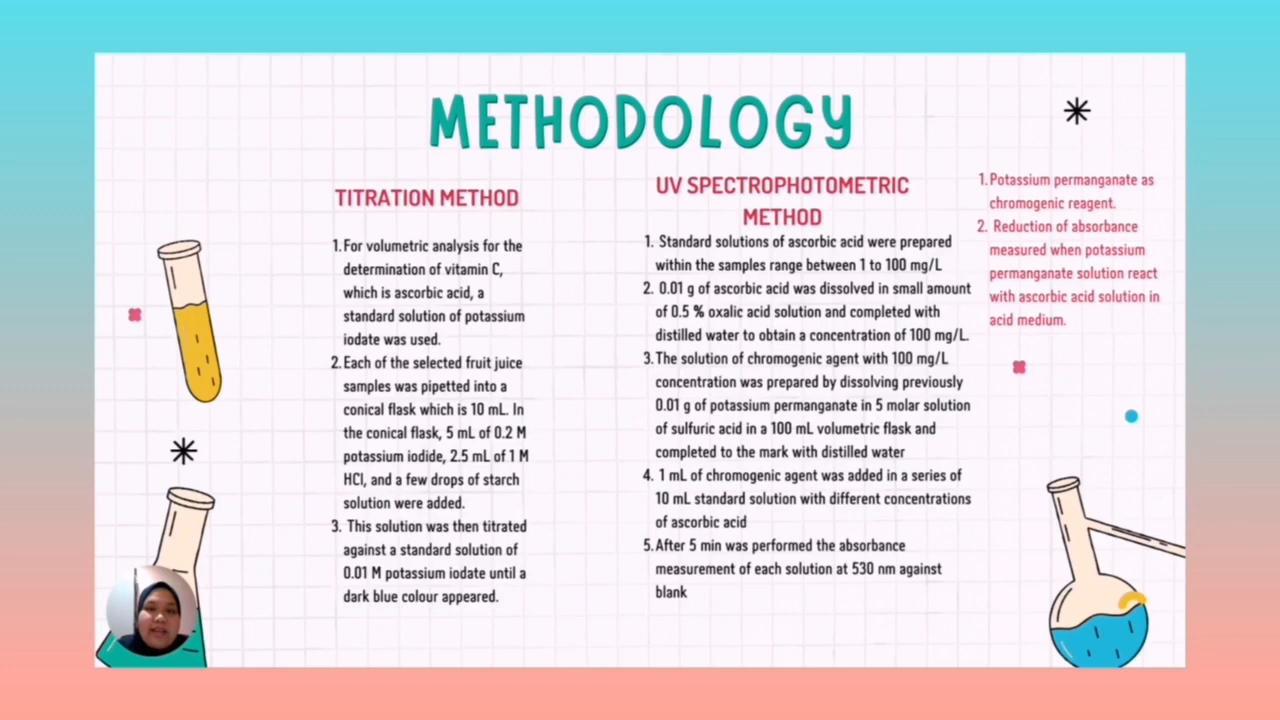 METHODOLOGY
TITRATION METHOD
1. For volumetric analysis for the
determination of vitamin C,
which is ascorbic acid, a
standard solution of potassium
iodate was used.
2. Each of the selected fruit juice
samples was pipetted into a
conical flask which is 10 mL. In
the conical flask, 5 mL of 0.2 M
potassium iodide, 2.5 mL of 1 M
HCl, and a few drops of starch
solution were added.
3. This solution was then titrated
against a standard solution of
0.01 M potassium iodate until a
dark blue colour appeared.
UV SPECTROPHOTOMETRIC
METHOD
1. Standard solutions of ascorbic acid were prepared
within the samples range between 1 to 100 mg/L
2. 0.01 g of ascorbic acid was dissolved in small amount
of 0.5 % oxalic acid solution and completed with
distilled water to obtain a concentration of 100 mg/L.
3. The solution of chromogenic agent with 100 mg/L
concentration was prepared by dissolving previously
0.01 g of potassium permanganate in 5 molar solution
of sulfuric acid in a 100 mL volumetric flask and
completed to the mark with distilled water
4. 1 mL of chromogenic agent was added in a series of
10 mL standard solution with different concentrations
of ascorbic acid
5. After 5 min was performed the absorbance
measurement of each solution at 530 nm against
blank
1. Potassium permanganate as
chromogenic reagent.
2. Reduction of absorbance
measured when potassium
permanganate solution react
with ascorbic acid solution in
acid medium.